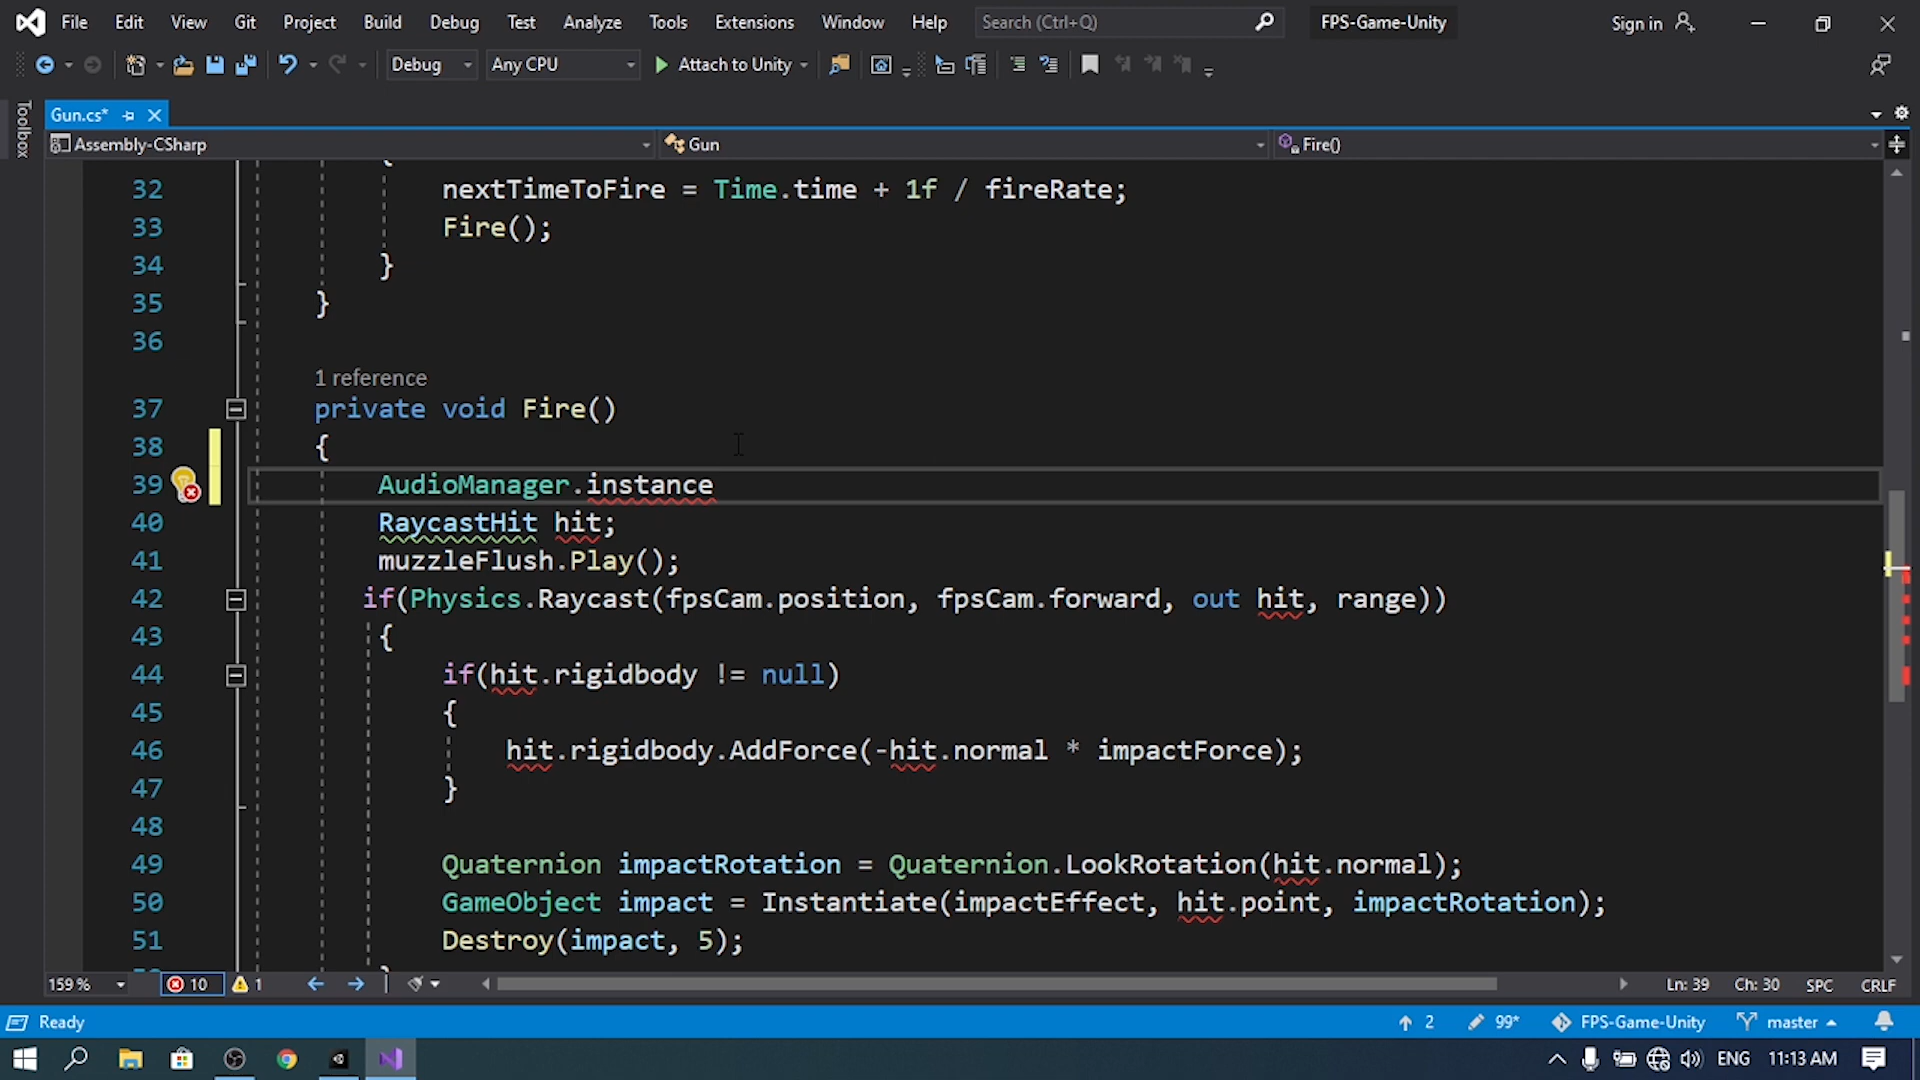 File Edit View Git Project Build Debug Test Analyze Tools Extensions Window Help Search (Ctrl+Q) FPS-Game-Unity Sign in
Debug Any CPU Attach to Unity
Toolbox
Gun.cs*
Assembly-CSharp Gun Fire()
{
32 nextTimeToFire = Time.time + 1f / fireRate;
33 Fire();
34 }
35 }
36
1 reference
37 private void Fire()
38 {
39 AudioManager.instance
40 RaycastHit hit;
41 muzzleFlush.Play();
42 if(Physics.Raycast(fpsCam.position, fpsCam.forward, out hit, range))
43 {
44 if(hit.rigidbody != null)
45 {
46 hit.rigidbody.AddForce(-hit.normal * impactForce);
47 }
48
49 Quaternion impactRotation = Quaternion.LookRotation(hit.normal);
50 GameObject impact = Instantiate(impactEffect, hit.point, impactRotation);
51 Destroy(impact, 5);
159 % 10 1 Ln: 39 Ch: 30 SPC CRLF
Ready 2 99* FPS-Game-Unity master
ENG 11:13 AM